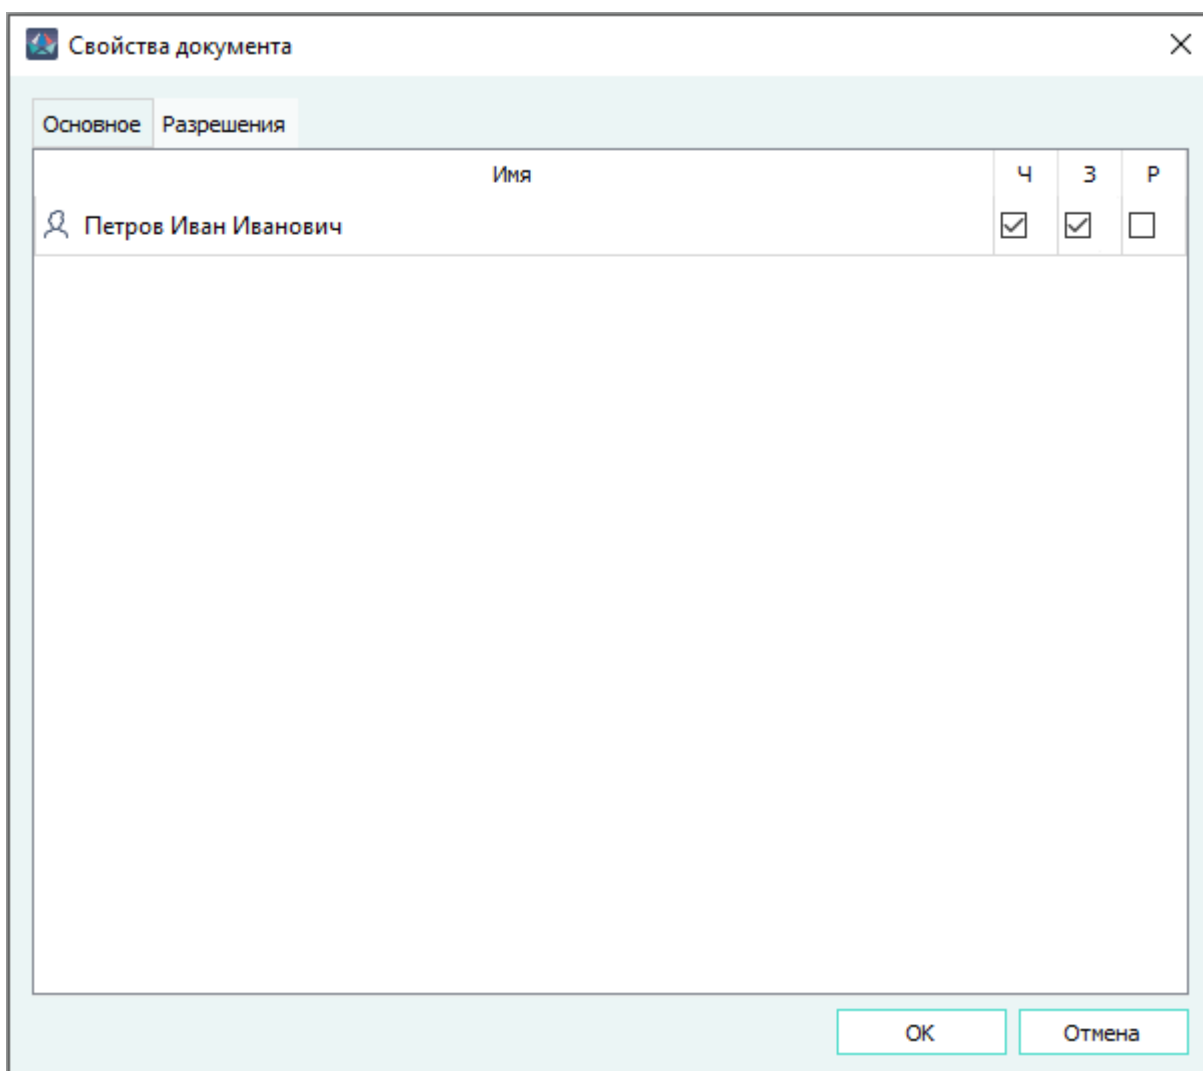 Свойства документа
Основное Разрешения
Имя Ч З Р
Петров Иван Иванович
ОК Отмена